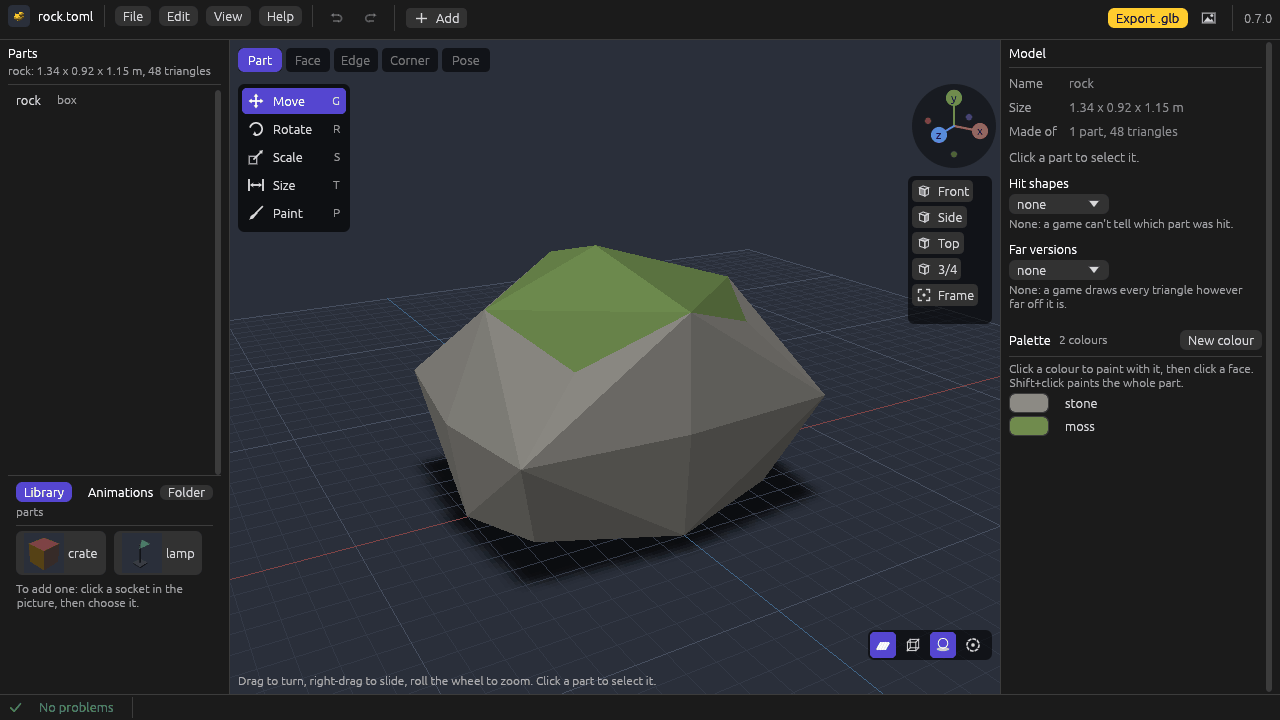 rock.toml
File
Edit
View
Help
Add
Export .glb
0.7.0
Parts
rock: 1.34 x 0.92 x 1.15 m, 48 triangles
rock box
Library
Animations
Folder
parts
crate
lamp
To add one: click a socket in the
picture, then choose it.
Part
Face
Edge
Corner
Pose
Move G
Rotate R
Scale S
Size T
Paint P
y
x
z
Front
Side
Top
3/4
Frame
Drag to turn, right-drag to slide, roll the wheel to zoom. Click a part to select it.
Model
Name rock
Size 1.34 x 0.92 x 1.15 m
Made of 1 part, 48 triangles
Click a part to select it.
Hit shapes
none
None: a game can't tell which part was hit.
Far versions
none
None: a game draws every triangle however
far off it is.
Palette 2 colours
New colour
Click a colour to paint with it, then click a face.
Shift+click paints the whole part.
stone
moss
No problems